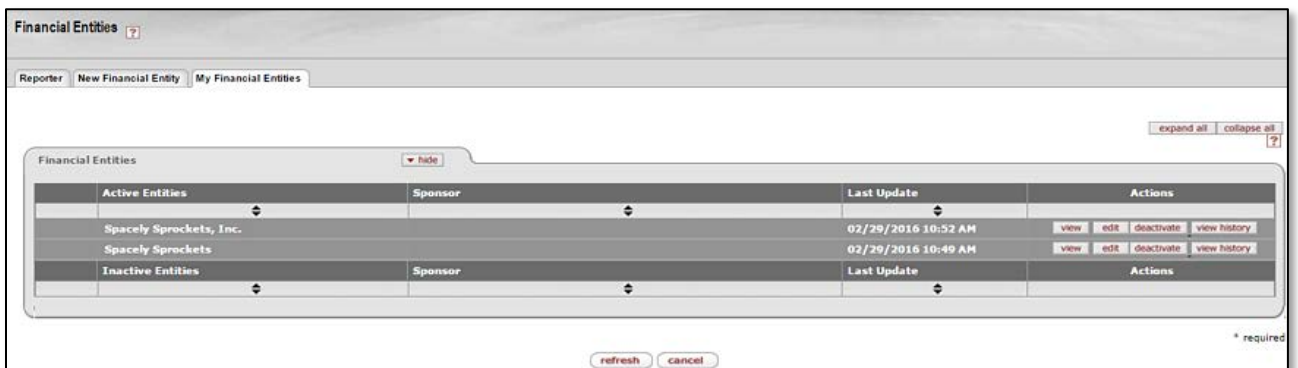 Financial Entities ?
Reporter New Financial Entity My Financial Entities
expand all collapse all
?
Financial Entities hide
Active Entities Sponsor Last Update Actions
Spacely Sprockets, Inc. 02/29/2016 10:52 AM view edit deactivate view history
Spacely Sprockets 02/29/2016 10:49 AM view edit deactivate view history
Inactive Entities Sponsor Last Update Actions
* required
refresh cancel